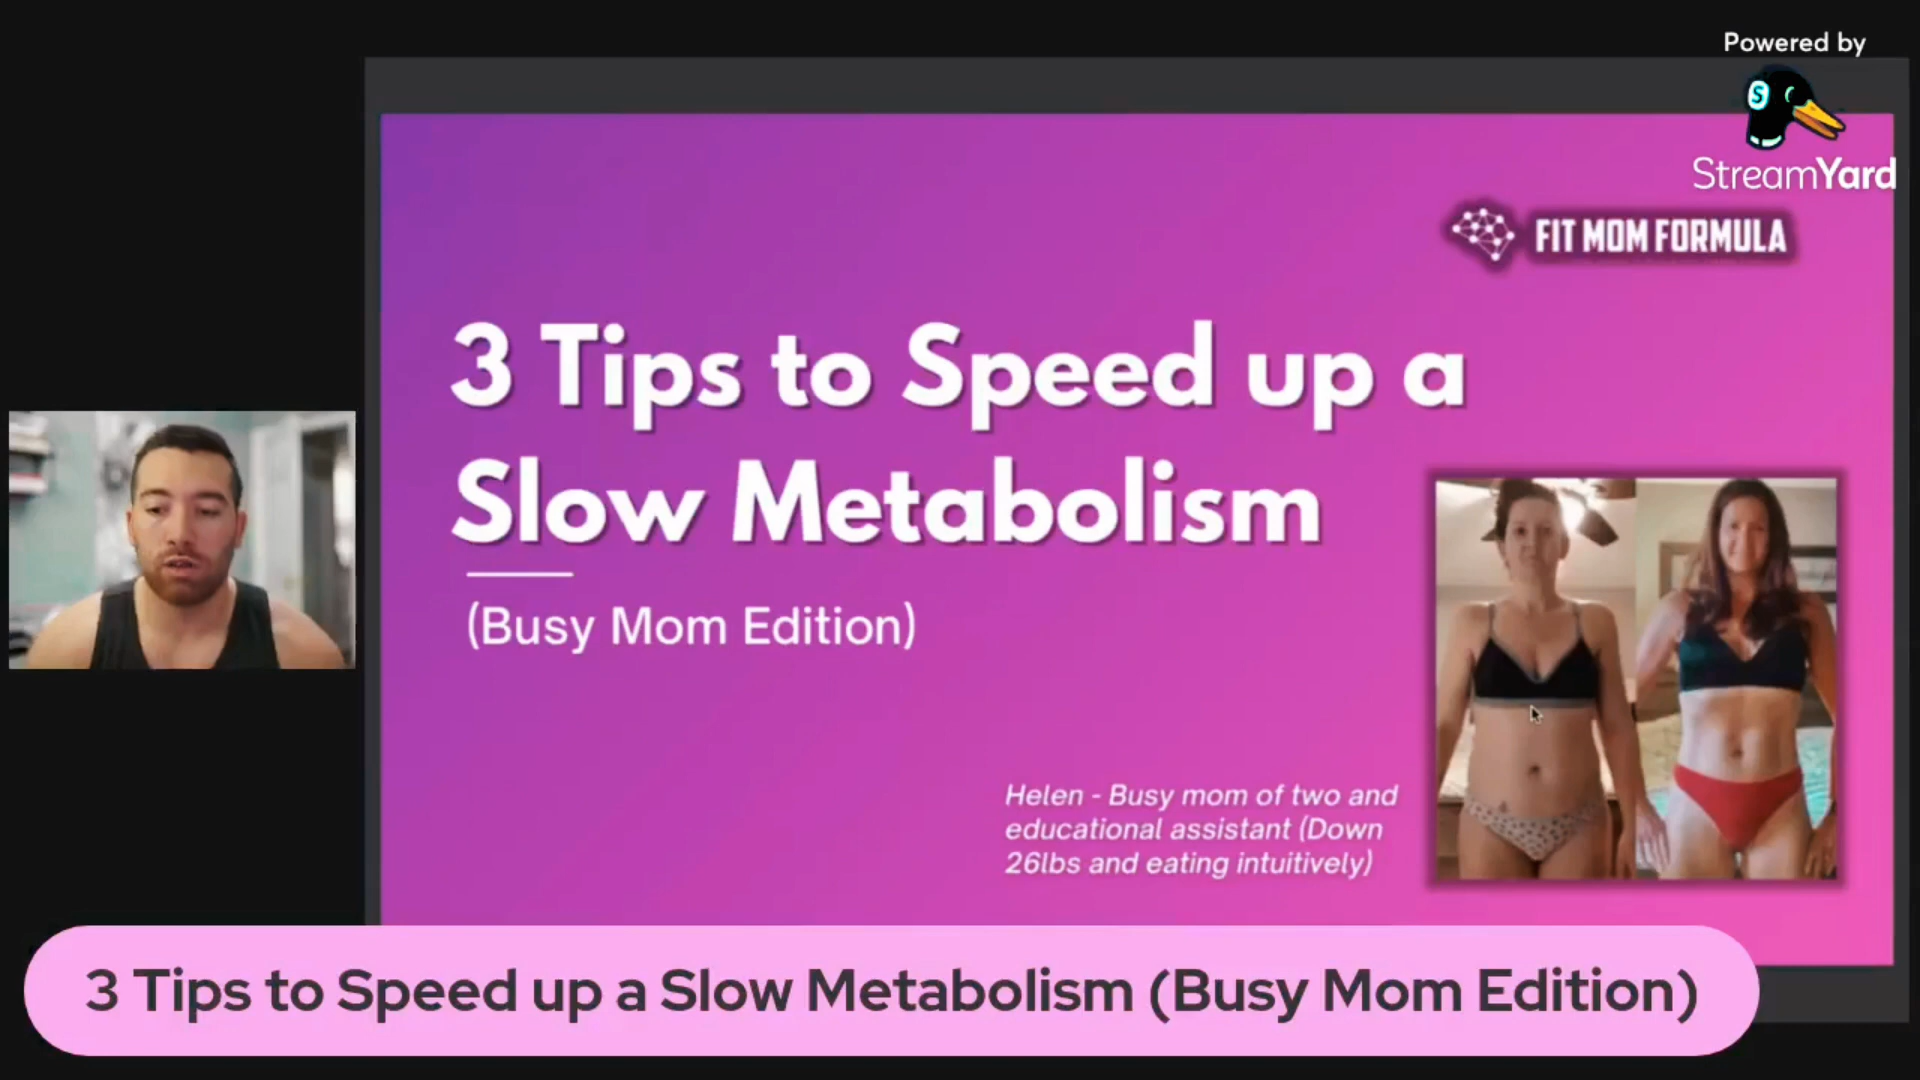 Powered by
StreamYard
FIT MOM FORMULA
3 Tips to Speed up a
Slow Metabolism
(Busy Mom Edition)
Helen - Busy mom of two and
educational assistant (Down
26lbs and eating intuitively)
3 Tips to Speed up a Slow Metabolism (Busy Mom Edition)